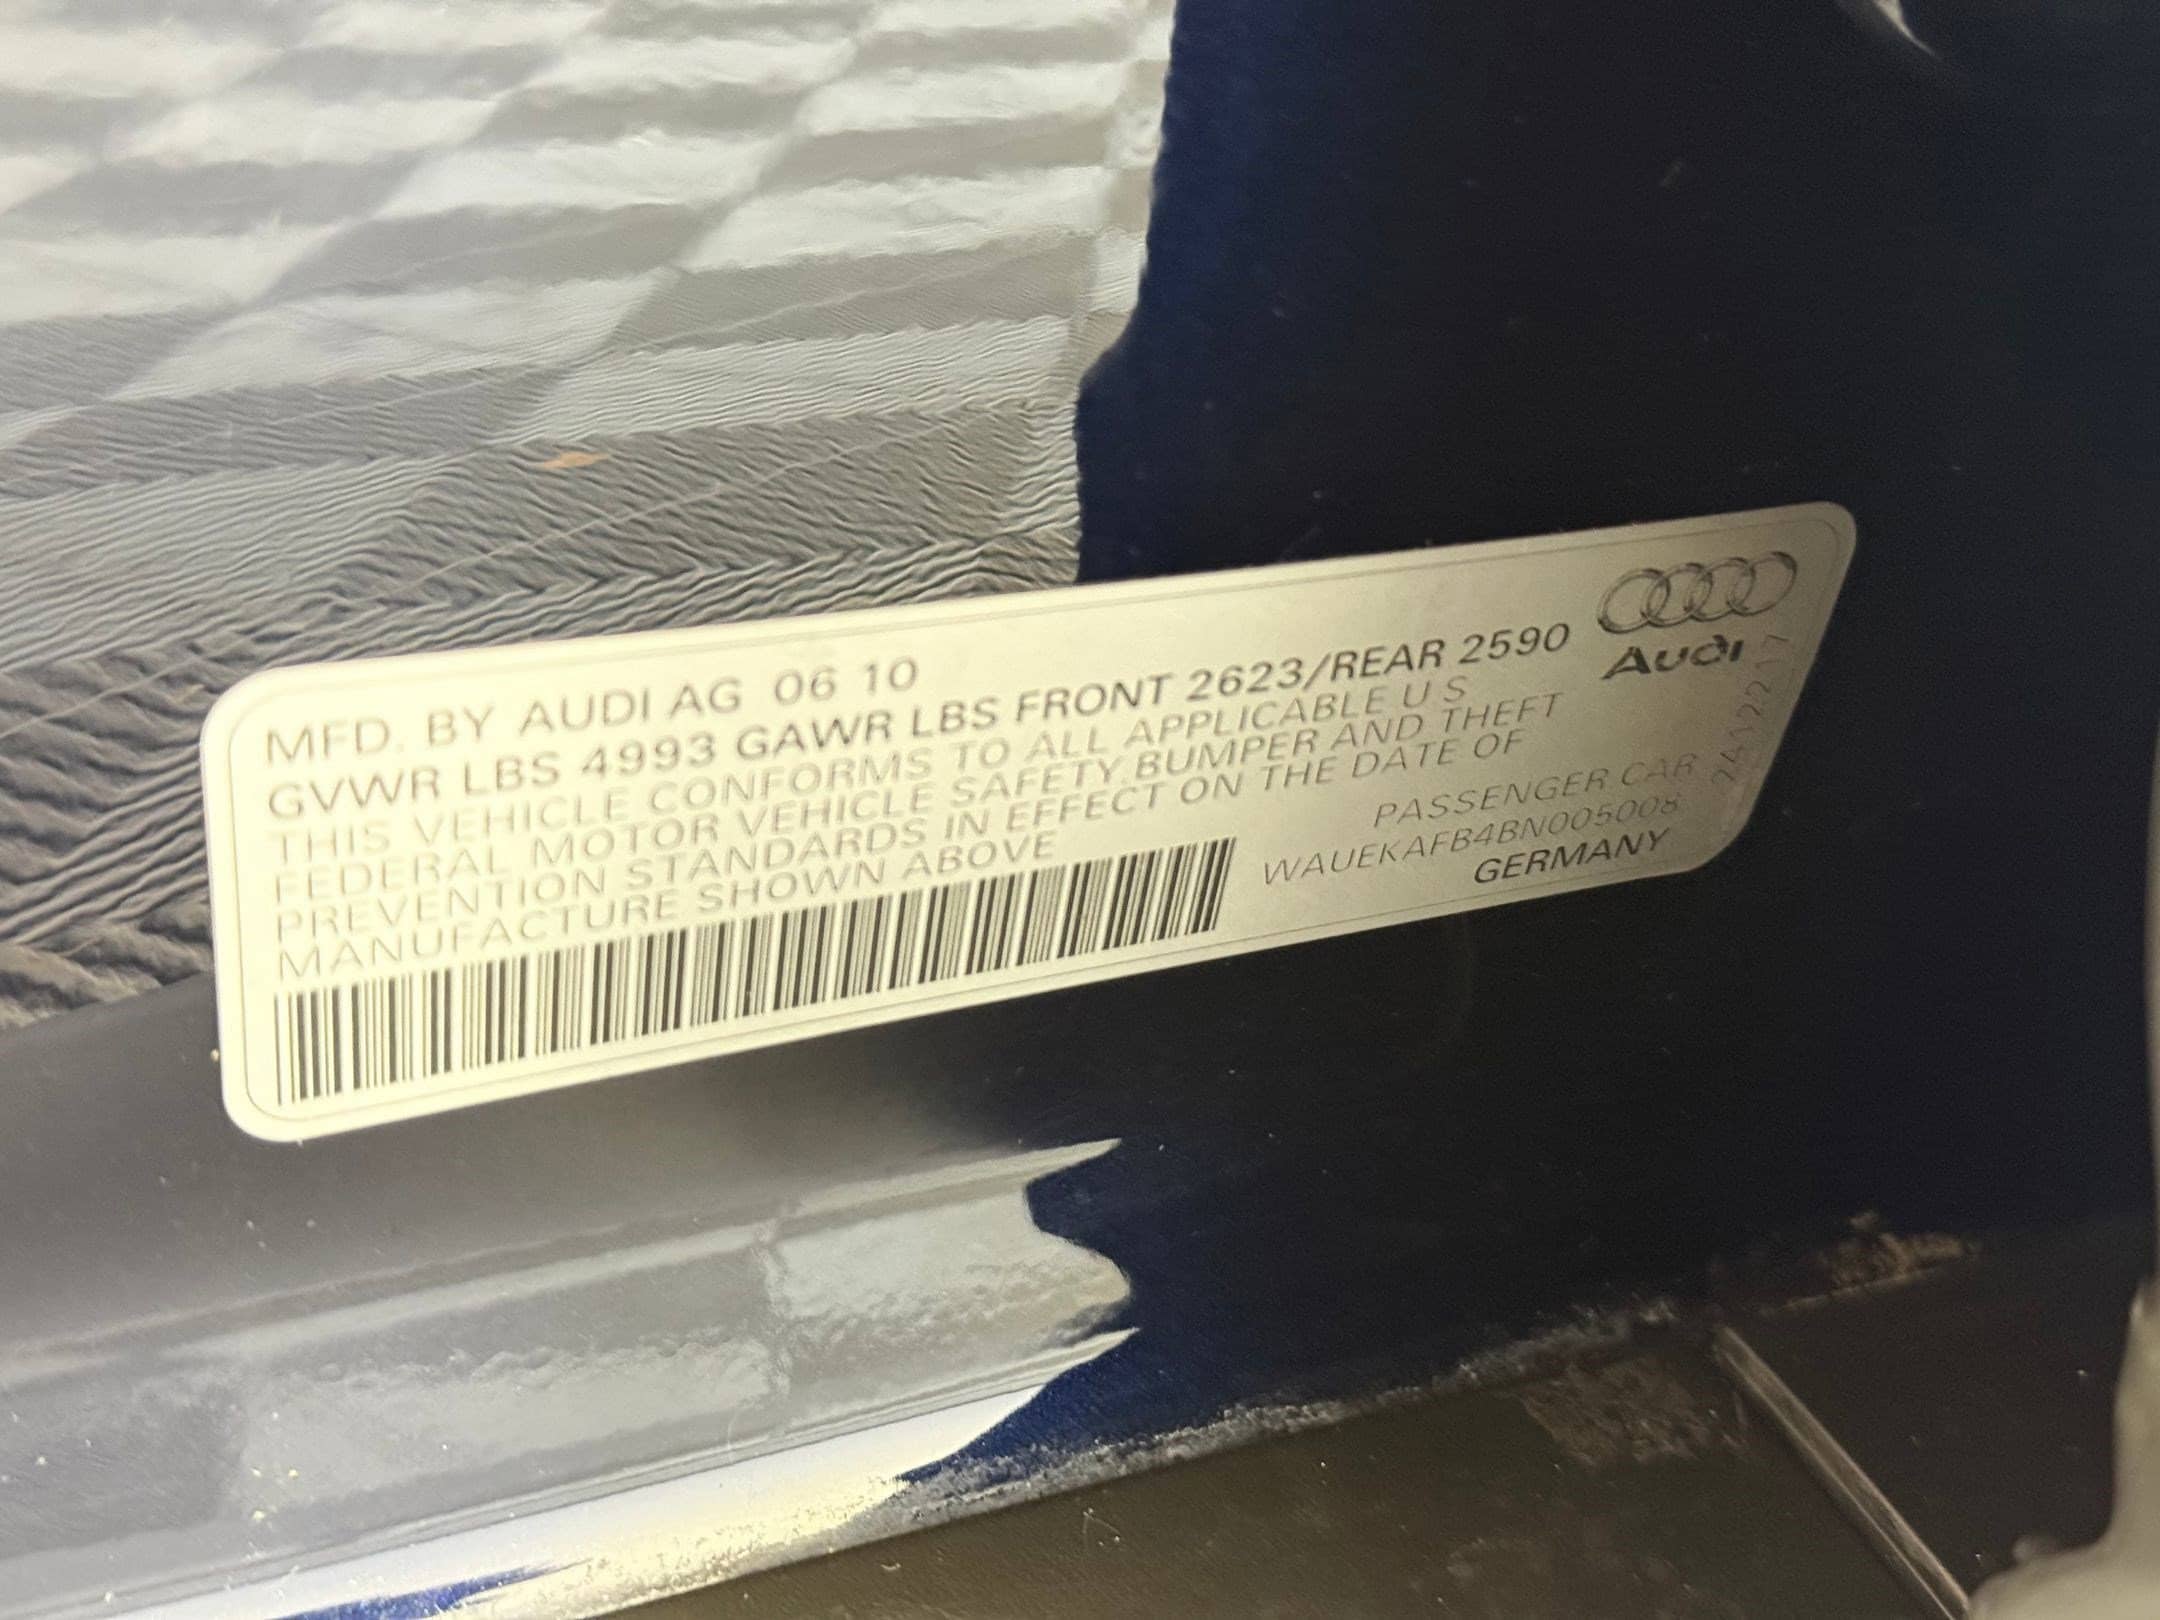 MFD. BY AUDI AG 06 10
GVWR LBS 4993 GAWR LBS FRONT 2623/REAR 2590
THIS VEHICLE CONFORMS TO ALL APPLICABLE U S
FEDERAL MOTOR VEHICLE SAFETY, BUMPER AND THEFT
PREVENTION STANDARDS IN EFFECT ON THE DATE OF
MANUFACTURE SHOWN ABOVE
PASSENGER CAR
WAUEKAFB4BN005008
GERMANY
Audi
24122217